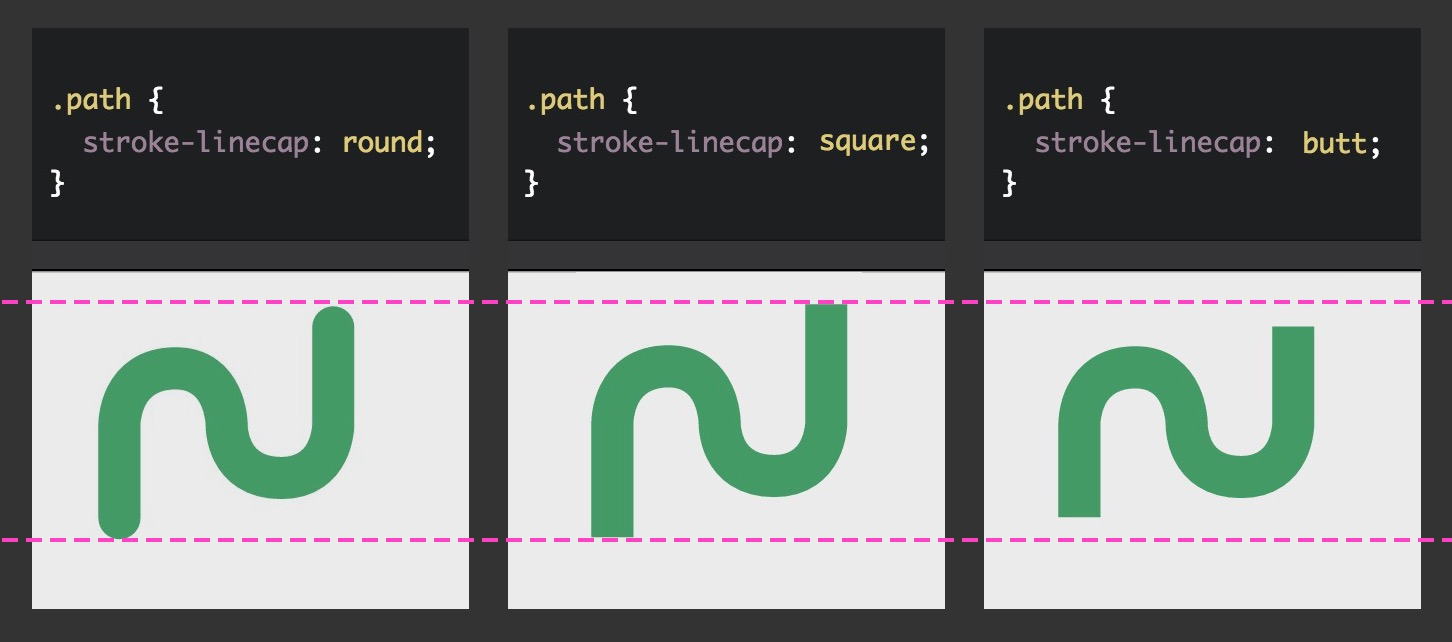 .path {
stroke-linecap: round;
}
.path {
stroke-linecap: square;
}
.path {
stroke-linecap: butt;
}